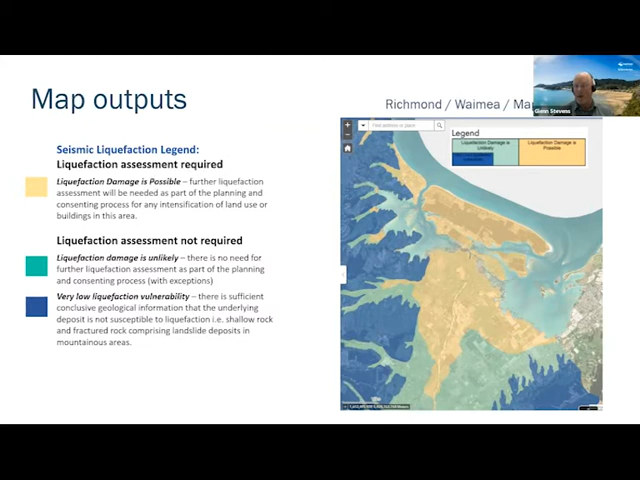 Map outputs
Richmond / Waimea /
Glenn Stevens
Seismic Liquefaction Legend:
Liquefaction assessment required
Liquefaction Damage is Possible – further liquefaction
assessment will be needed as part of the planning and
consenting process for any intensification of land use or
buildings in this area.
Liquefaction assessment not required
Liquefaction damage is unlikely – there is no need for
further liquefaction assessment as part of the planning
and consenting process (with exceptions)
Very low liquefaction vulnerability – there is sufficient
conclusive geological information that the underlying
deposit is not susceptible to liquefaction i.e. shallow rock
and fractured rock comprising landslide deposits in
mountainous areas.
Find address or place
Legend
Liquefaction Damage is
Unlikely
Liquefaction Damage is
Possible